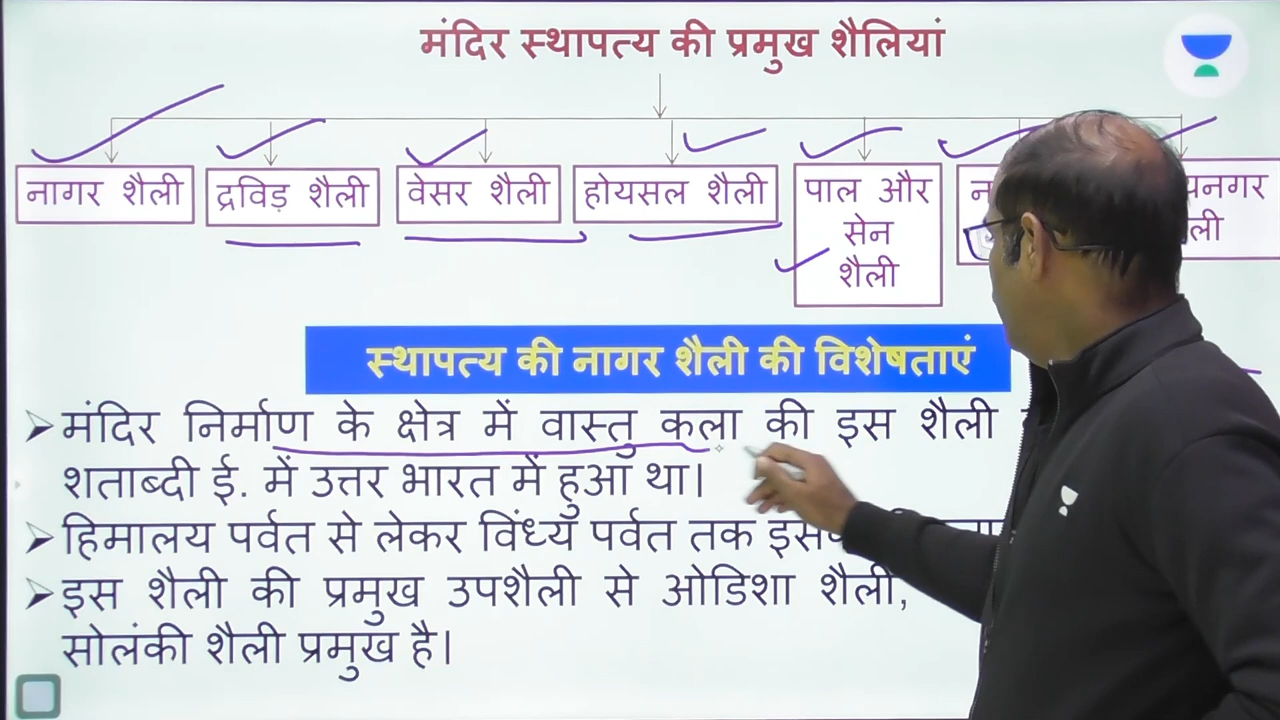 मंदिर स्थापत्य की प्रमुख शैलियां
नागर शैली
द्रविड़ शैली
वेसर शैली
होयसल शैली
पाल और
सेन
शैली
स्थापत्य की नागर शैली की विशेषताएं
मंदिर निर्माण के क्षेत्र में वास्तु कला की इस शैली
शताब्दी ई. में उत्तर भारत में हुआ था।
हिमालय पर्वत से लेकर विंध्य पर्वत तक
इस शैली की प्रमुख उपशैली से ओडिशा शैली,
सोलंकी शैली प्रमुख है।